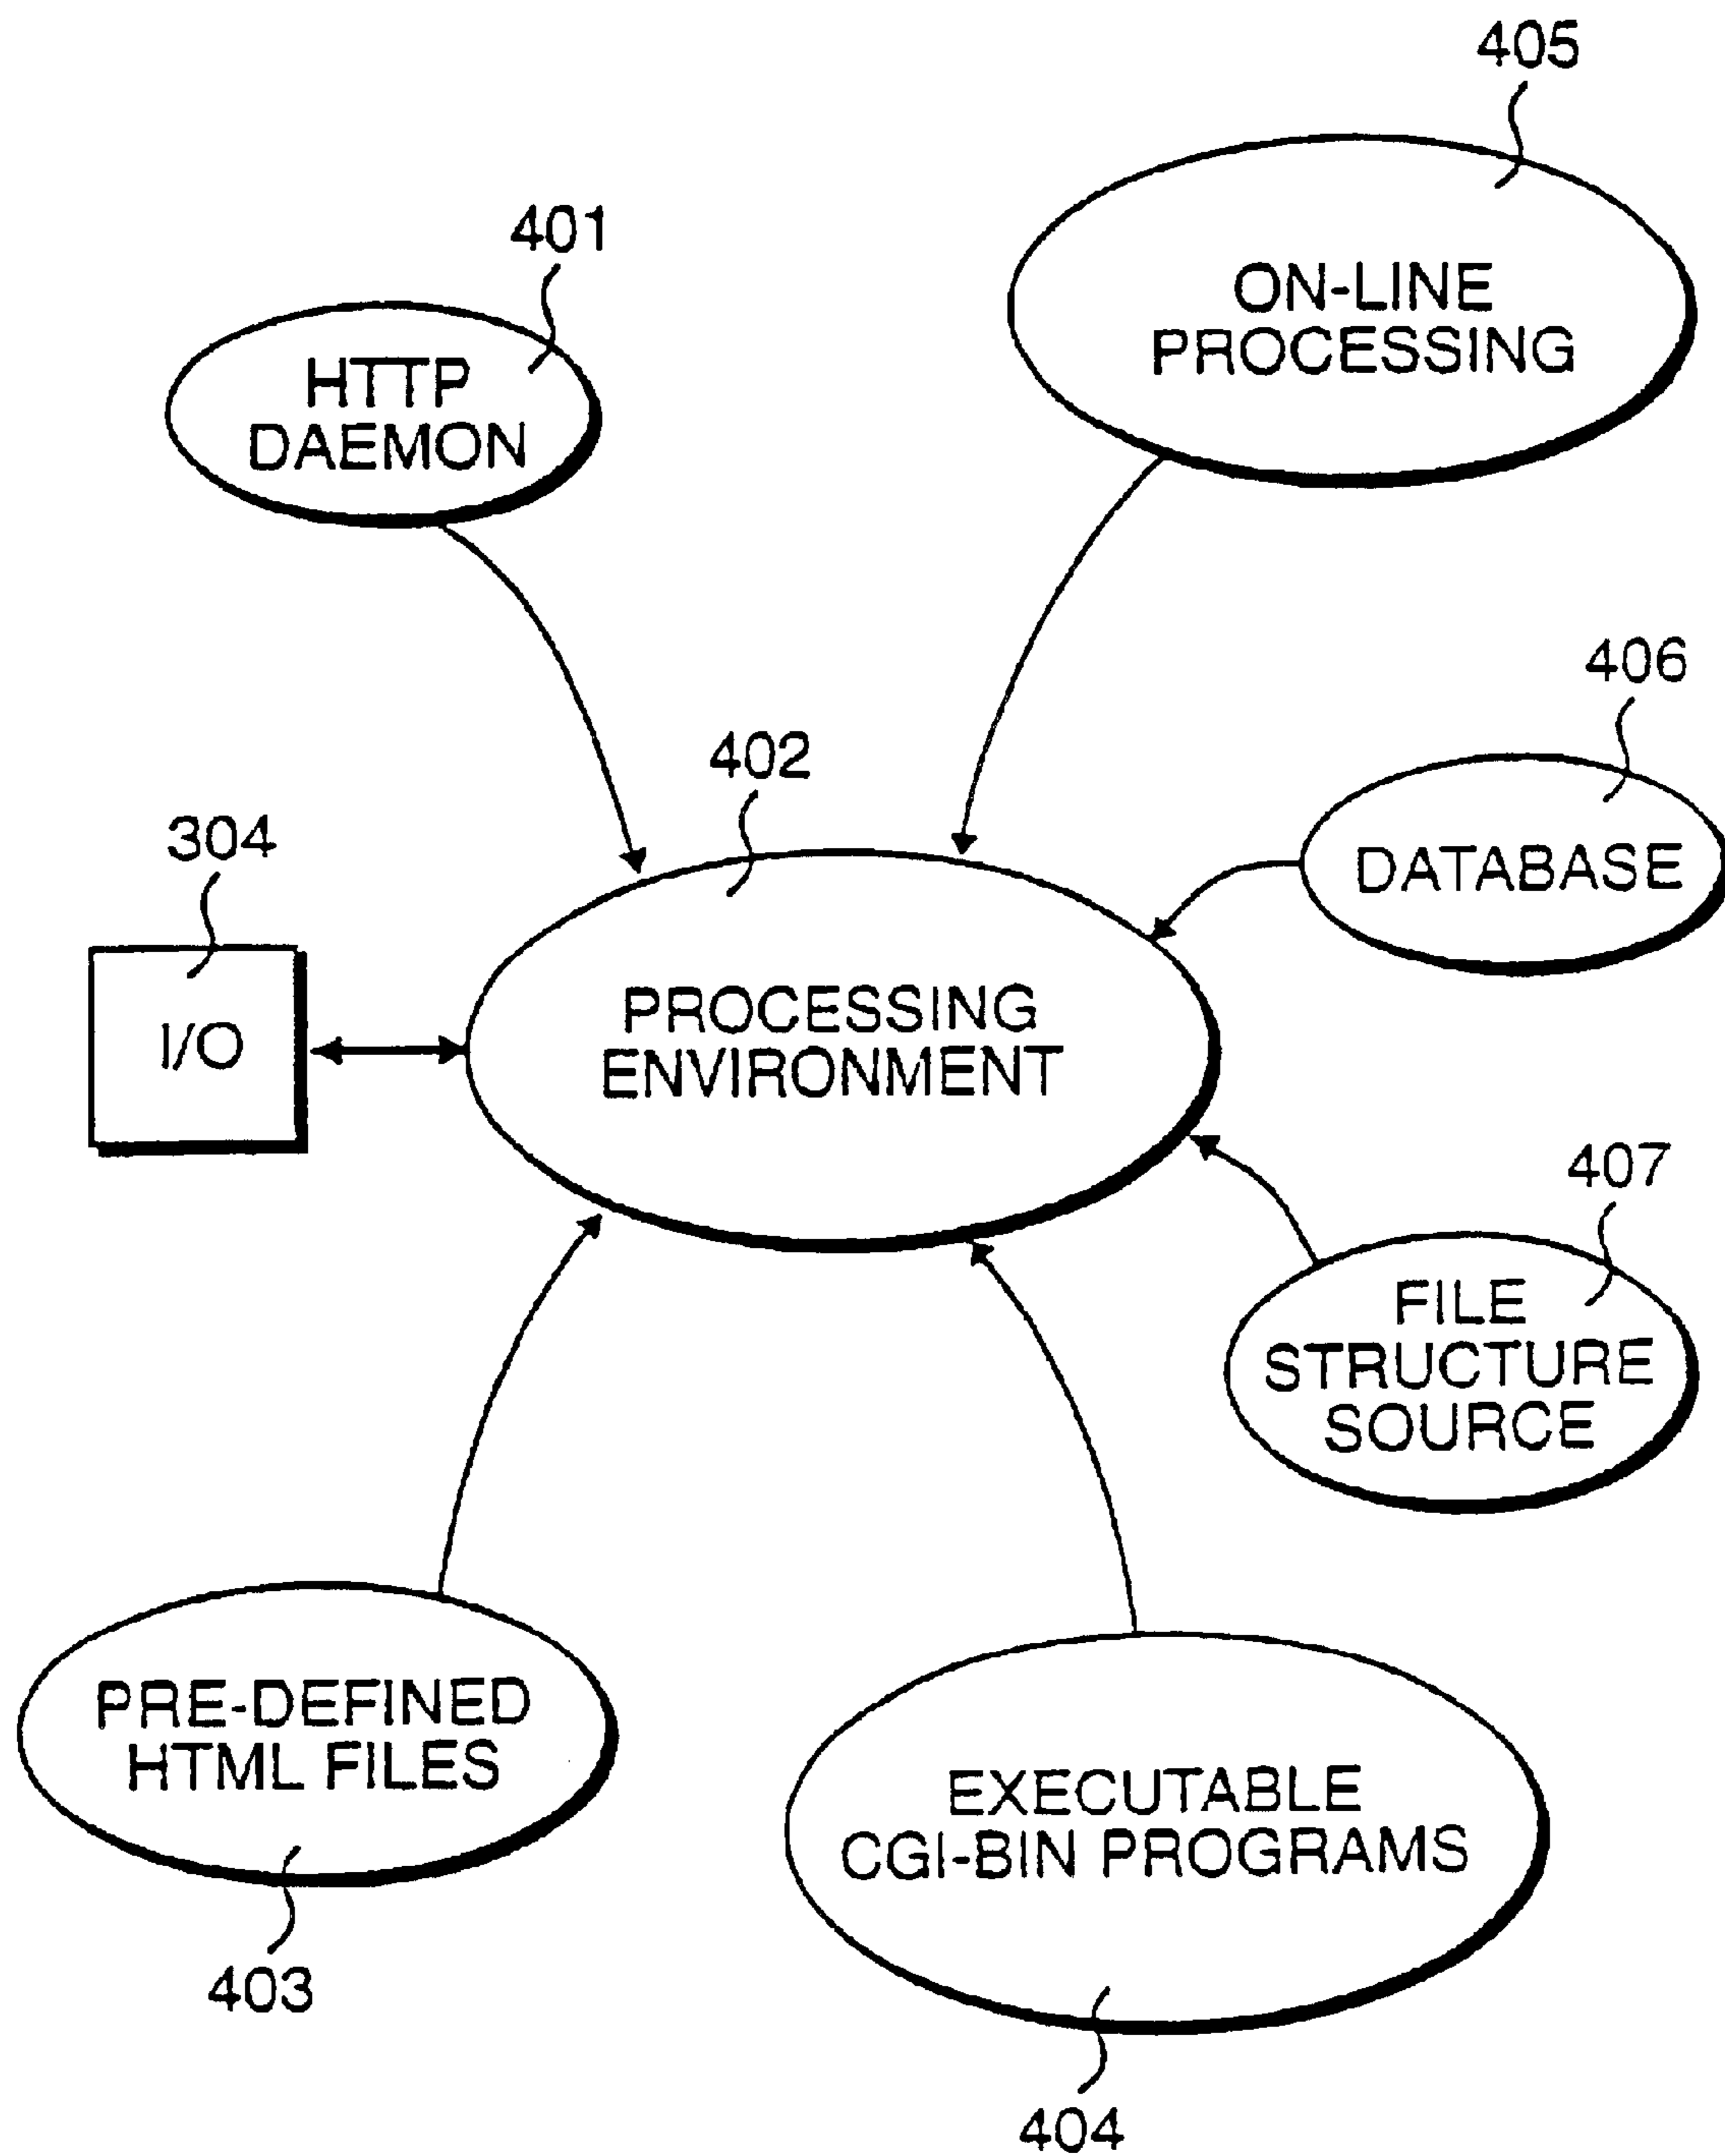 405
401
ON-LINE
PROCESSING
HTTP
DAEMON
406
402
304
DATABASE
PROCESSING
ENVIRONMENT
I/O
407
FILE
STRUCTURE
SOURCE
PRE-DEFINED
HTML FILES
EXECUTABLE
CGI-BIN PROGRAMS
403
404